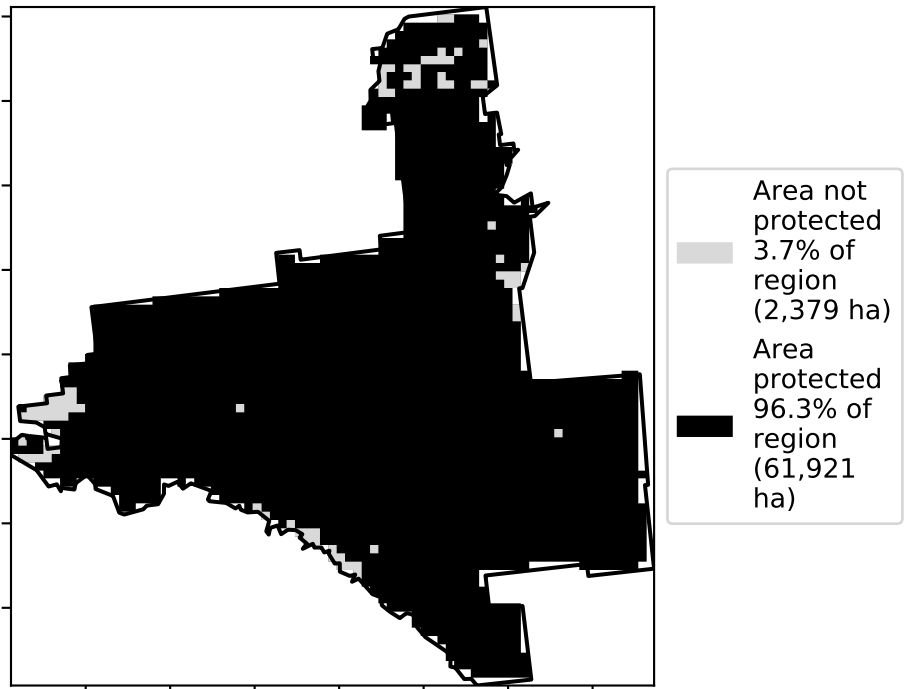 Area not
protected
3.7% of
region
(2,379 ha)
Area
protected
96.3% of
region
(61,921
ha)